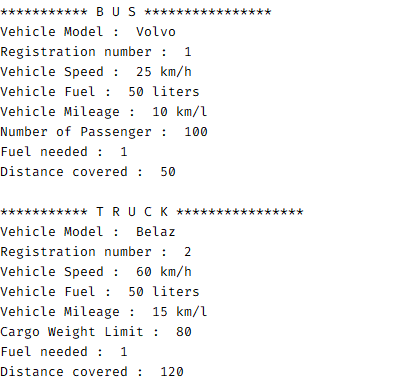 *********** B U S ****************
Vehicle Model :  Volvo
Registration number :  1
Vehicle Speed :  25 km/h
Vehicle Fuel :  50 liters
Vehicle Mileage :  10 km/l
Number of Passenger :  100
Fuel needed :  1
Distance covered :  50

*********** T R U C K ****************
Vehicle Model :  Belaz
Registration number :  2
Vehicle Speed :  60 km/h
Vehicle Fuel :  50 liters
Vehicle Mileage :  15 km/l
Cargo Weight Limit :  80
Fuel needed :  1
Distance covered :  120